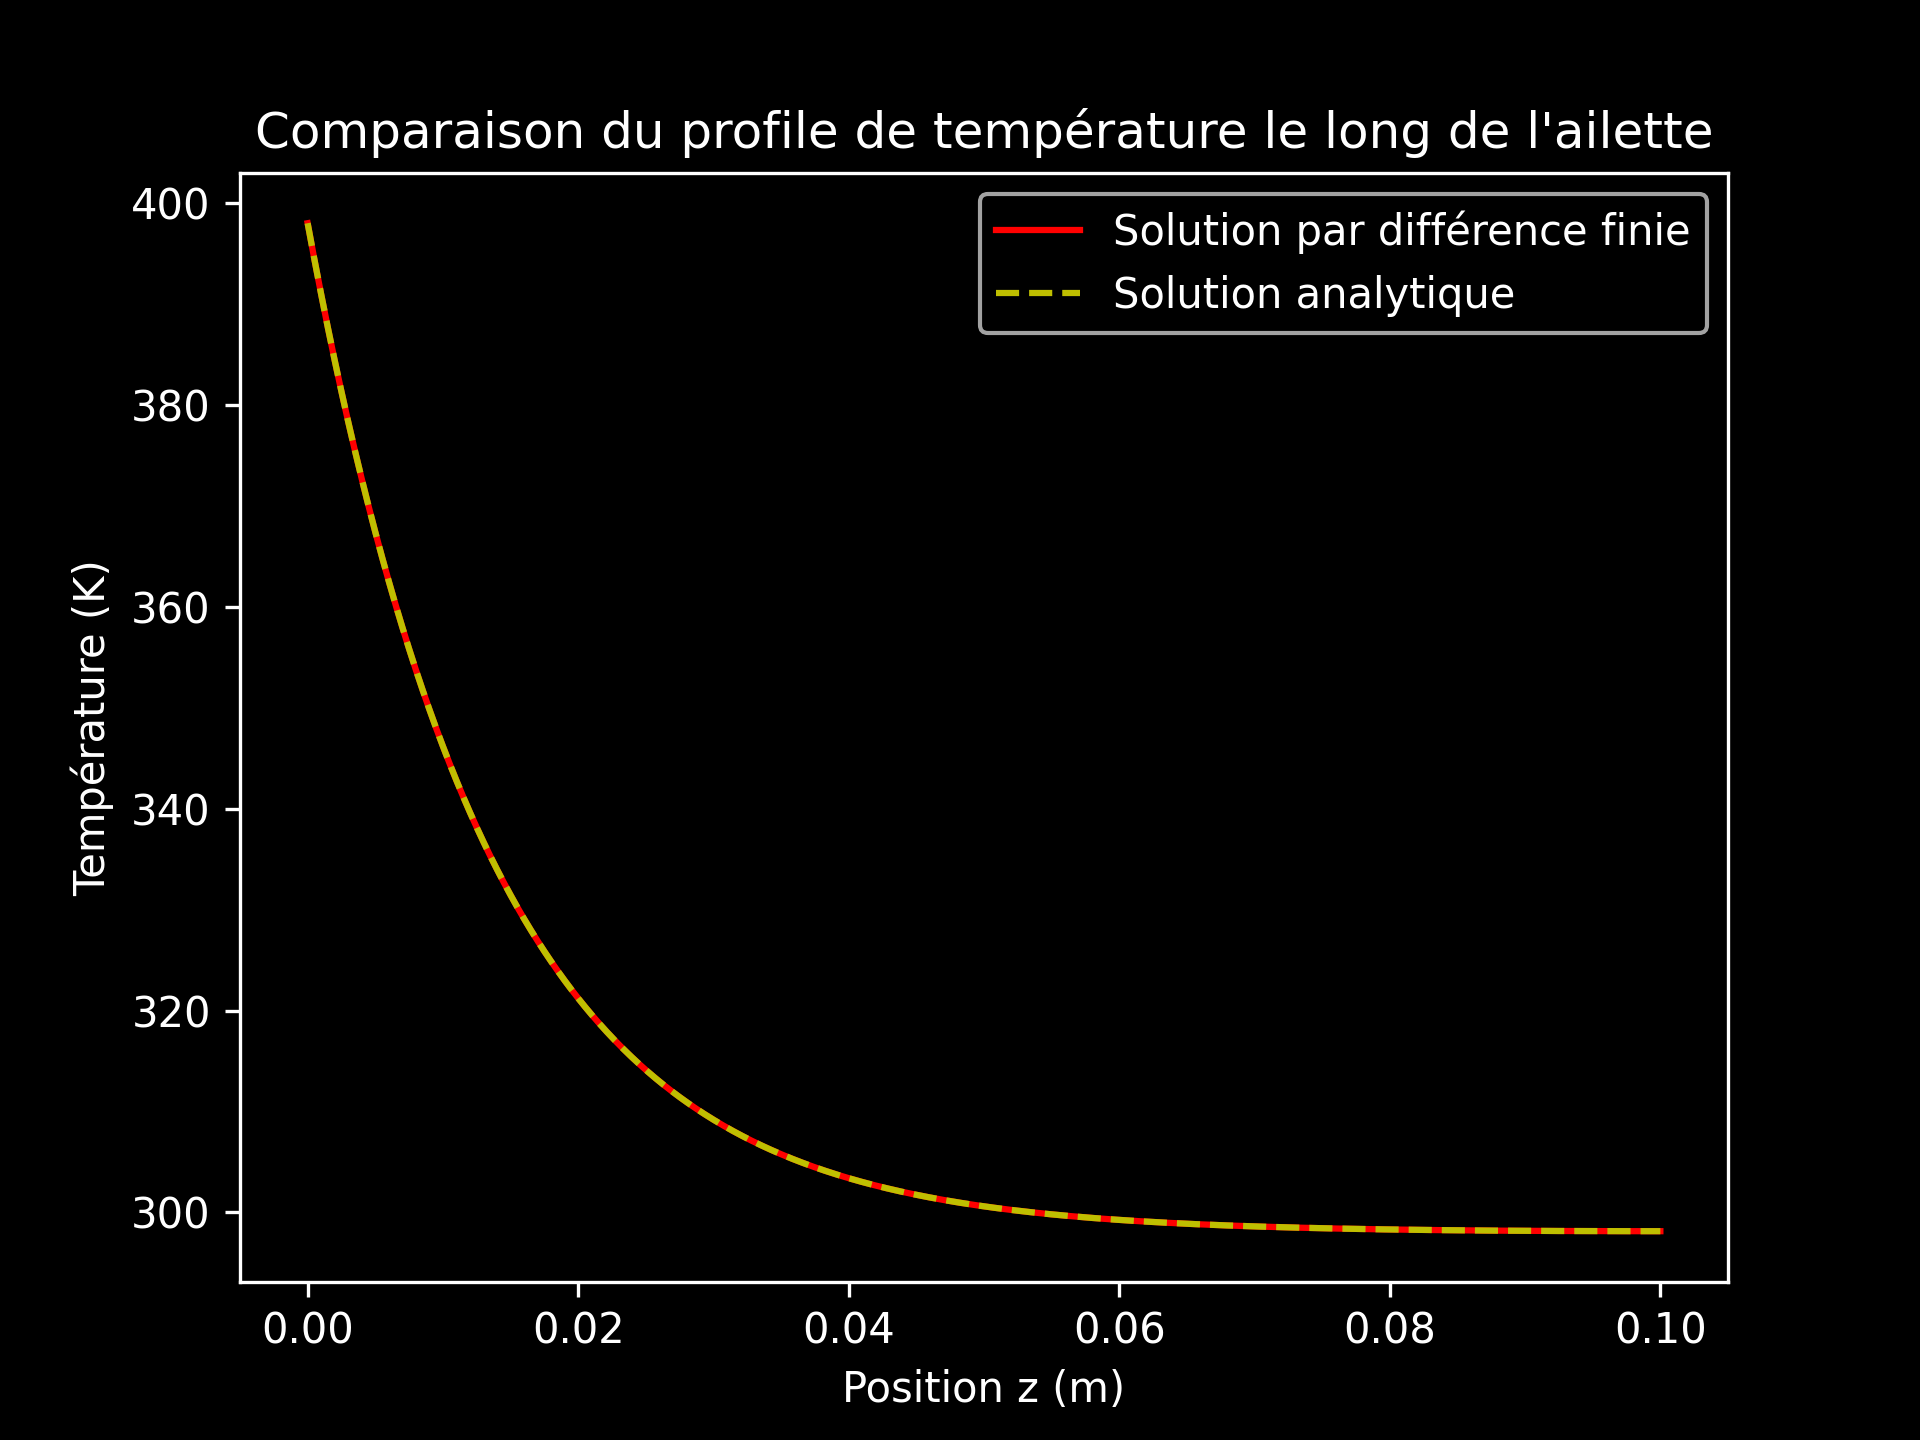 Comparaison du profile de température le long de l'ailette
Solution par différence finie
Solution analytique
Température (K)
400
380
360
340
320
300
0.00 0.02 0.04 0.06 0.08 0.10
Position z (m)